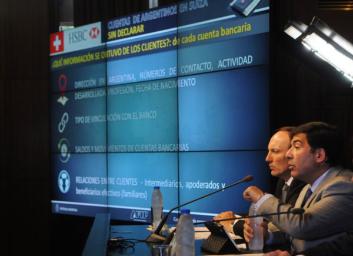 HSBC
CUENTAS DE ARGENTINOS EN SUIZA
SIN DECLARAR
¿QUÉ INFORMACIÓN SE OBTUVO DE LOS CLIENTES?: de cada cuenta bancaria
DIRECCIÓN EN ARGENTINA, NÚMEROS DE CONTACTO, ACTIVIDAD
DESARROLLADA, PROFESIÓN, FECHA DE NACIMIENTO
TIPO DE VINCULACIÓN CON EL BANCO
SALDOS Y MOVIMIENTOS DE CUENTAS BANCARIAS
RELACIONES ENTRE CLIENTES - Intermediarios, apoderados y
beneficiarios efectivos (familiares)
AFIP